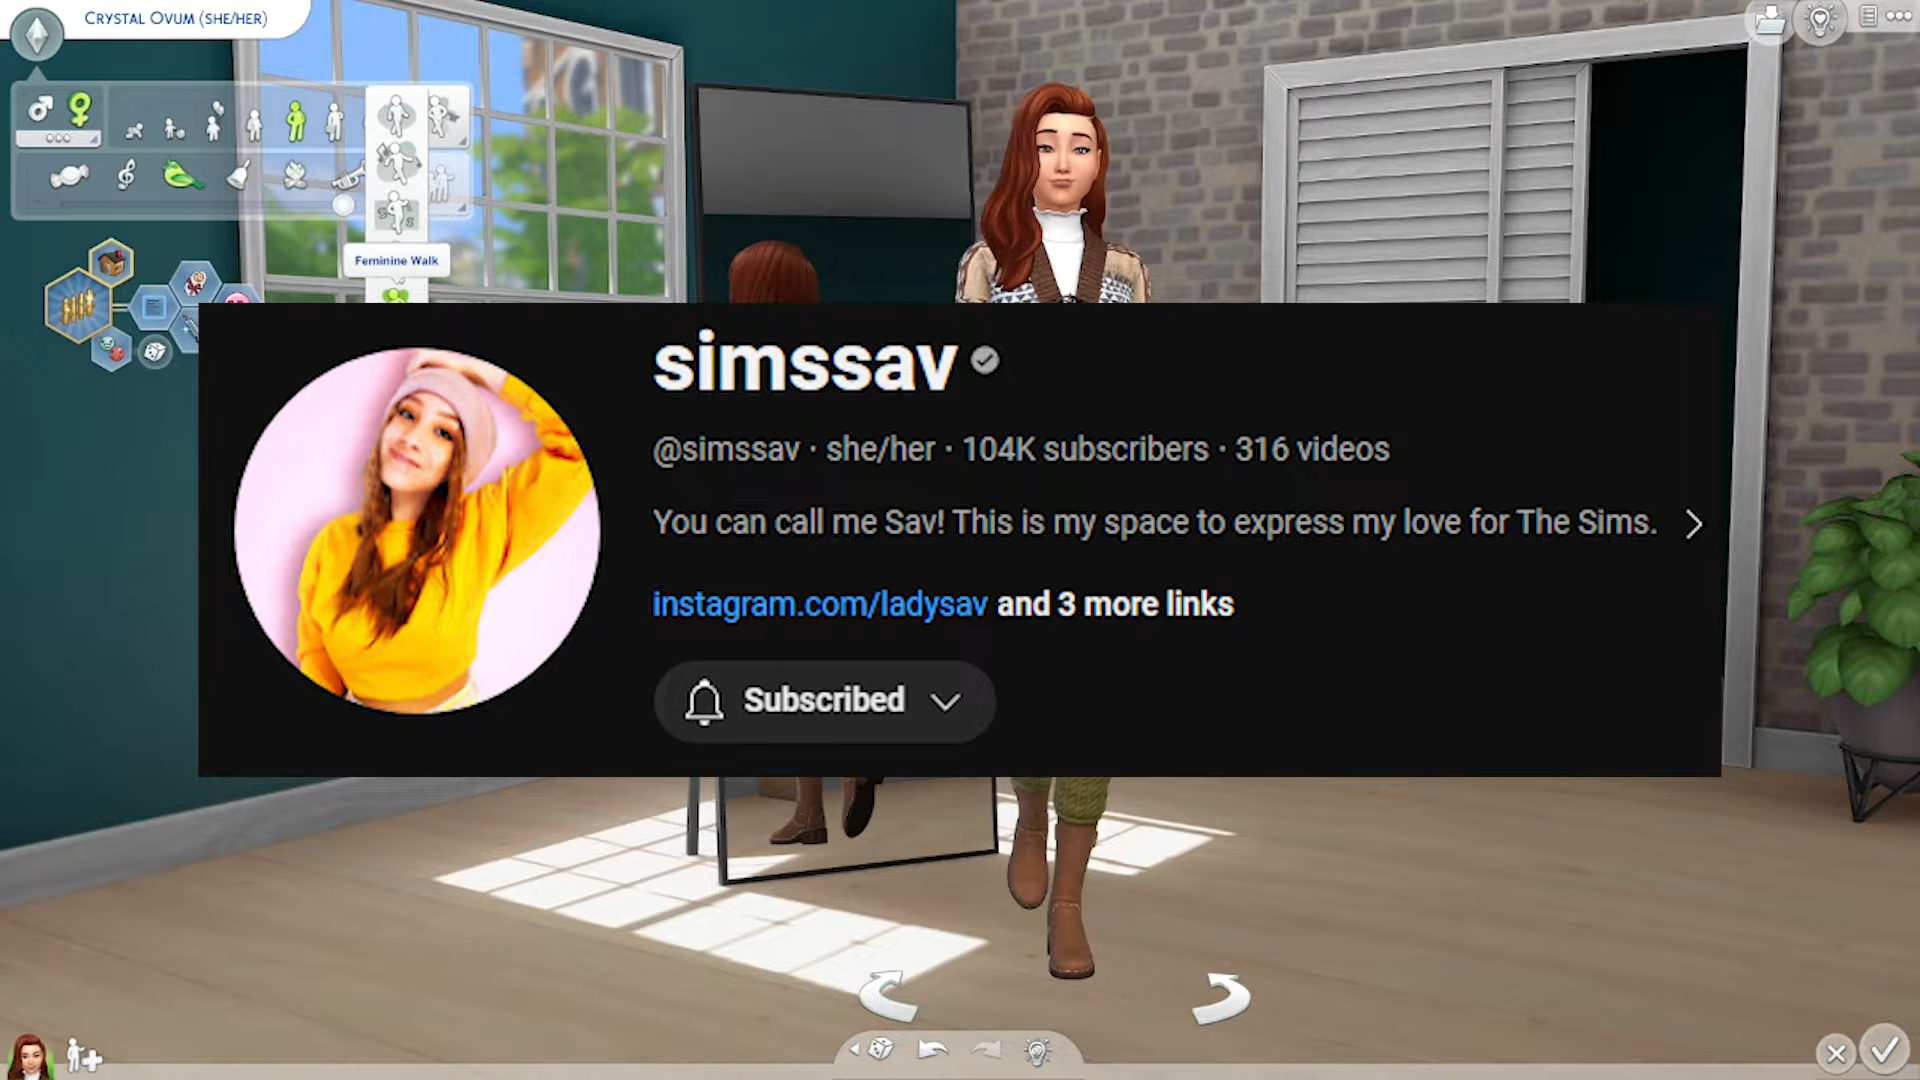 Crystal Ovum (she/her)
Feminine Walk
simssav
@simssav · she/her · 104K subscribers · 316 videos
You can call me Sav! This is my space to express my love for The Sims.
instagram.com/ladysav and 3 more links
Subscribed